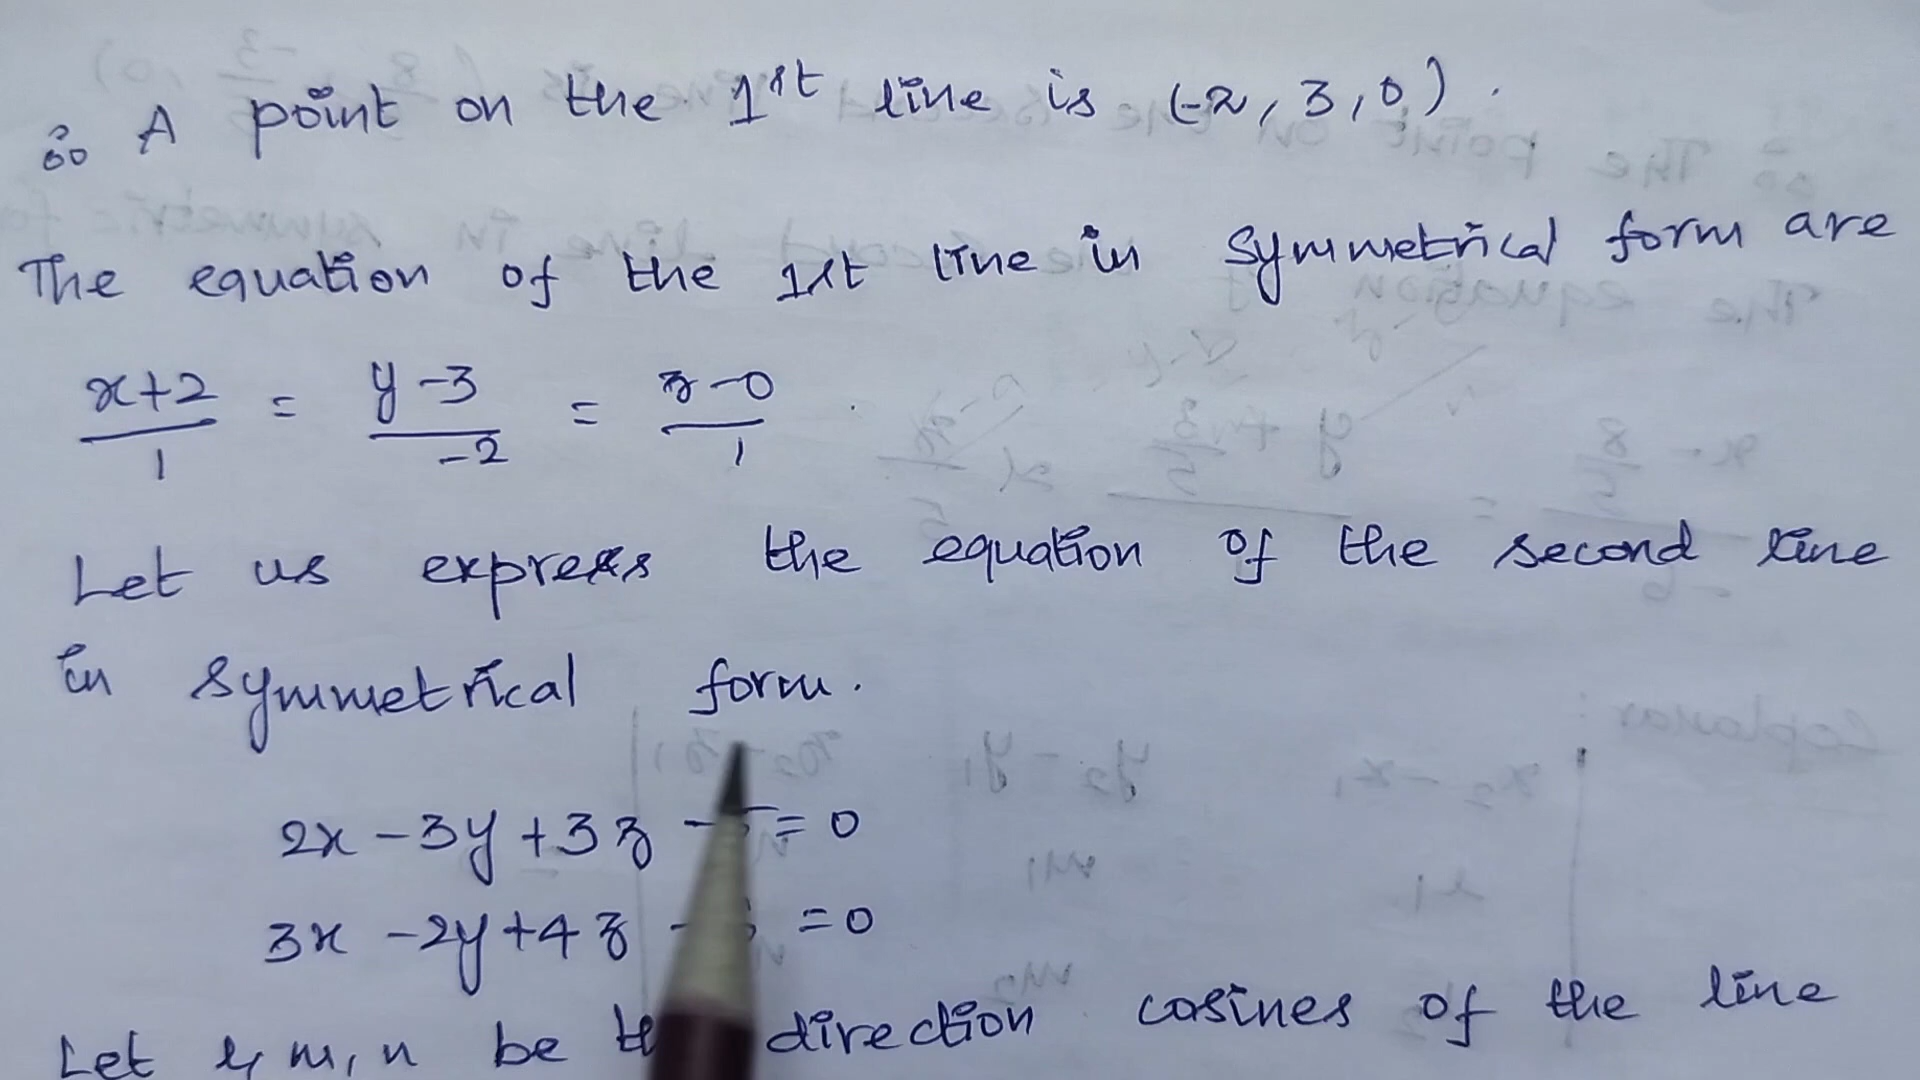 ∴ A point on the 1st line is (-2, 3, 0).
The equation of the 1st line in symmetrical form are
x+2/1 = y-3/-2 = z-0/1
Let us express the equation of the second line
in symmetrical form.
2x - 3y + 3z - = 0
3x - 2y + 4z - = 0
Let l, m, n be the direction cosines of the line